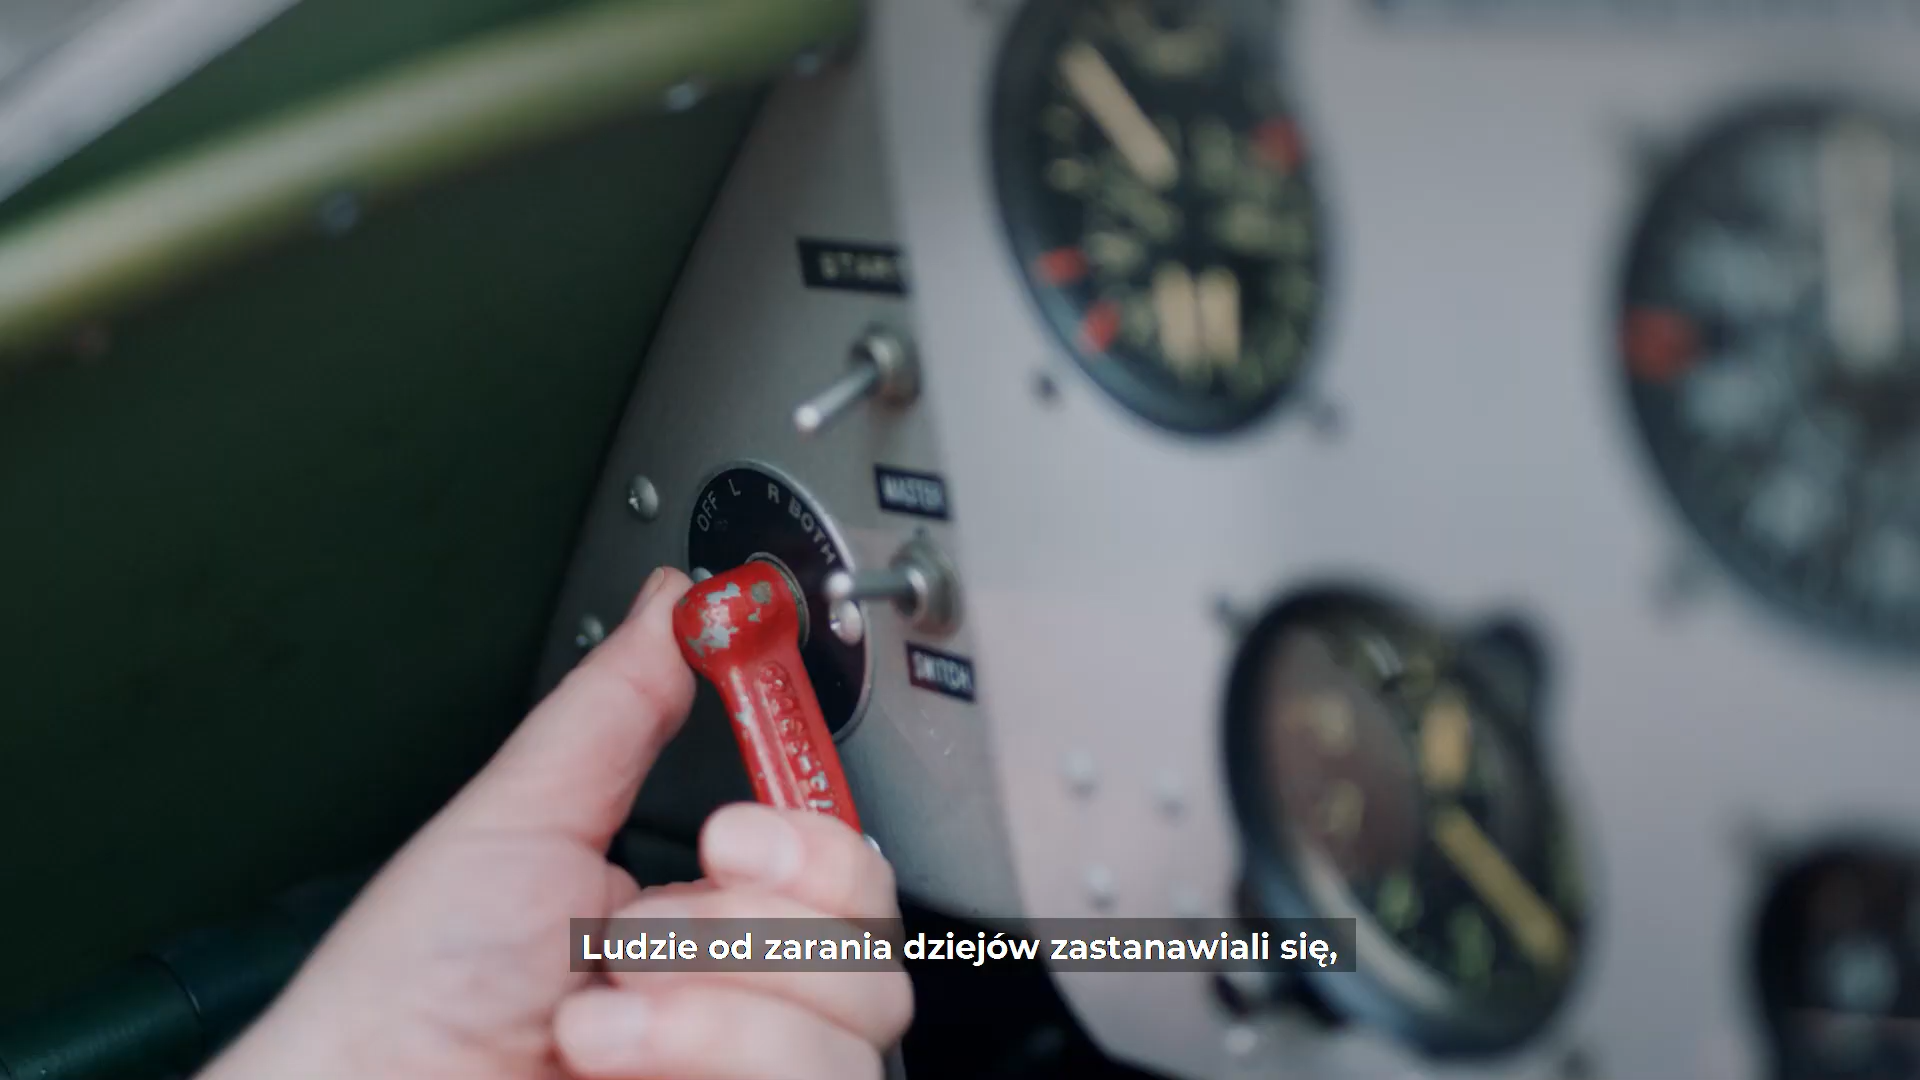 START
OFF L R BOTH
MASTER
SWITCH
Ludzie od zarania dziejów zastanawiali się,